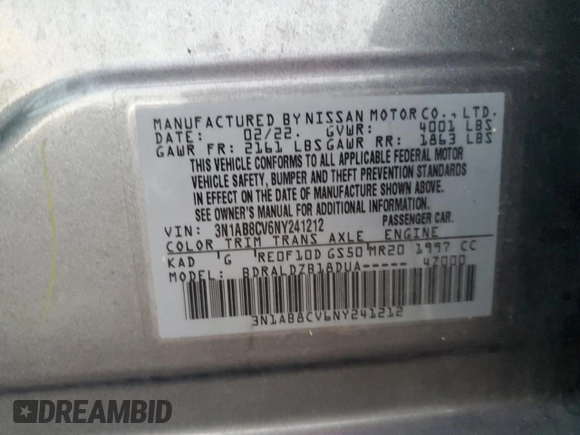 MANUFACTURED BY NISSAN MOTOR CO., LTD.
DATE: 02/22. GVWR: 4001 LBS
GAWR FR: 2161 LBS GAWR RR: 1863 LBS
THIS VEHICLE CONFORMS TO ALL APPLICABLE FEDERAL MOTOR
VEHICLE SAFETY, BUMPER AND THEFT PREVENTION STANDARDS
IN EFFECT ON THE DATE OF MANUFACTURE SHOWN ABOVE.
SEE OWNER'S MANUAL FOR ADDITIONAL INFORMATION.
VIN: 3N1AB8CV6NY241212 PASSENGER CAR.
COLOR TRIM TRANS AXLE ENGINE
KAD G RE0F10D GS50 MR20 1997 CC
MODEL: BDRALDZB18DUA----- 4Z000
3N1AB8CV6NY241212
DREAMBID